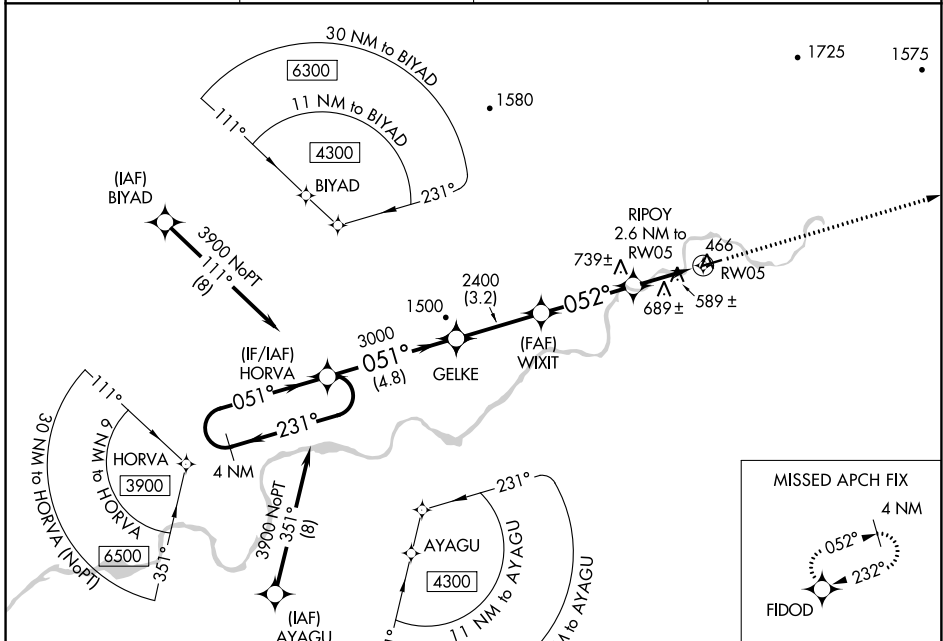 30 NM to BIYAD
6300
11 NM to BIYAD
4300
111°
BIYAD
231°
1725
1575
1580
(IAF)
BIYAD
3900 NoPT
111°
(8)
RIPOY
2.6 NM to
RW05
739±
466
RW05
689±
589 ±
052°
2400
(3.2)
1500
(FAF)
WIXIT
GELKE
3000
051°
(4.8)
(IF/IAF)
HORVA
051°
231°
4 NM
111°
HORVA
3900
6 NM to HORVA
30 NM to HORVA (NoPT)
6500
351°
3900 NoPT
351°
(8)
(IAF)
AYAGU
231°
AYAGU
4300
11 NM to AYAGU
M to AYAGU
MISSED APCH FIX
4 NM
052°
232°
FIDOD